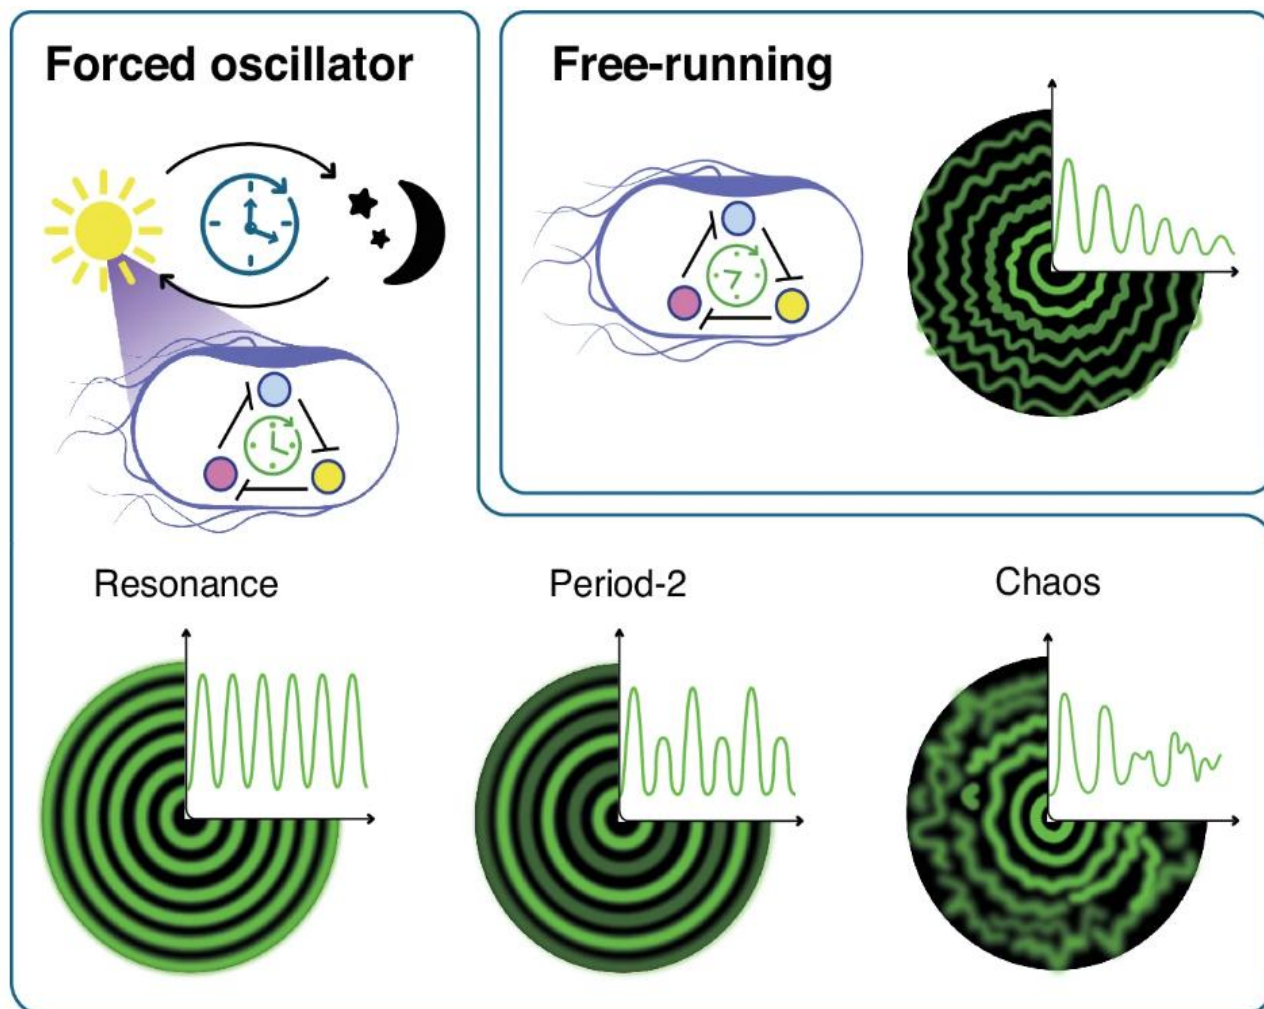 Forced oscillator
Free-running
Resonance
Period-2
Chaos